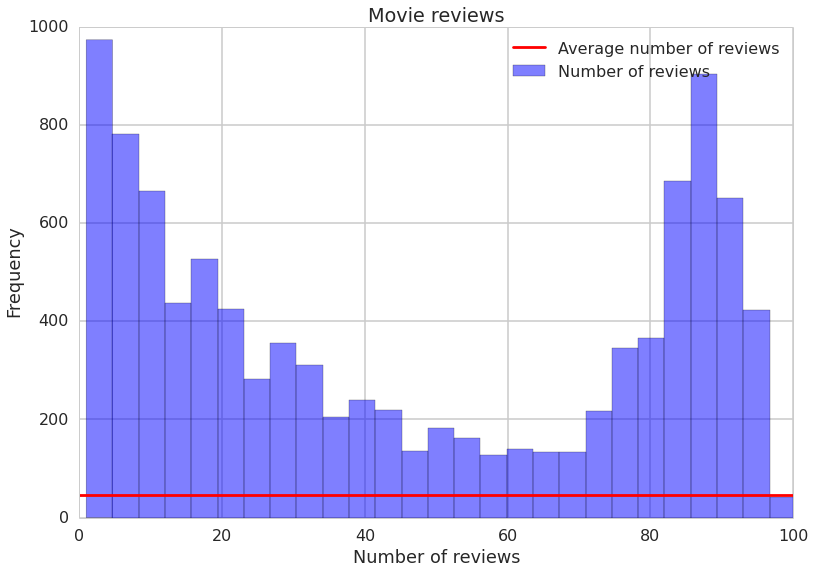 Movie reviews
Average number of reviews
Number of reviews
1000
800
600
400
200
0
Frequency
0 20 40 60 80 100
Number of reviews